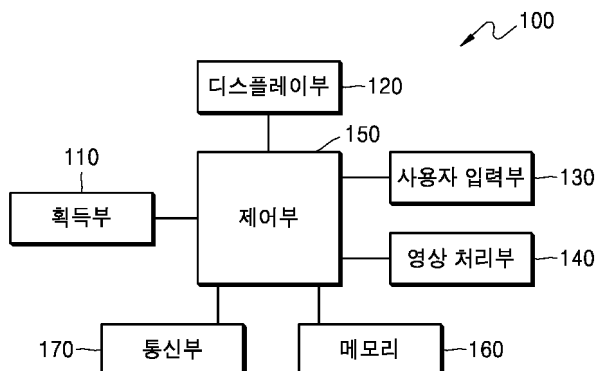 100
디스플레이부 120
150
110
사용자 입력부 130
획득부
제어부
영상 처리부 140
170 통신부
메모리 160